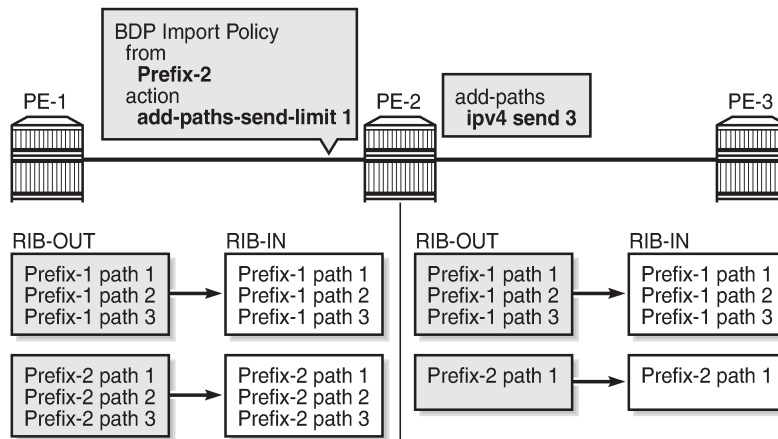 BDP Import Policy
from
Prefix-2
action
add-paths-send-limit 1
PE-1
PE-2
add-paths
ipv4 send 3
PE-3
RIB-OUT
RIB-IN
RIB-OUT
RIB-IN
Prefix-1 path 1
Prefix-1 path 2
Prefix-1 path 3
Prefix-1 path 1
Prefix-1 path 2
Prefix-1 path 3
Prefix-1 path 1
Prefix-1 path 2
Prefix-1 path 3
Prefix-1 path 1
Prefix-1 path 2
Prefix-1 path 3
Prefix-2 path 1
Prefix-2 path 2
Prefix-2 path 3
Prefix-2 path 1
Prefix-2 path 2
Prefix-2 path 3
Prefix-2 path 1
Prefix-2 path 1